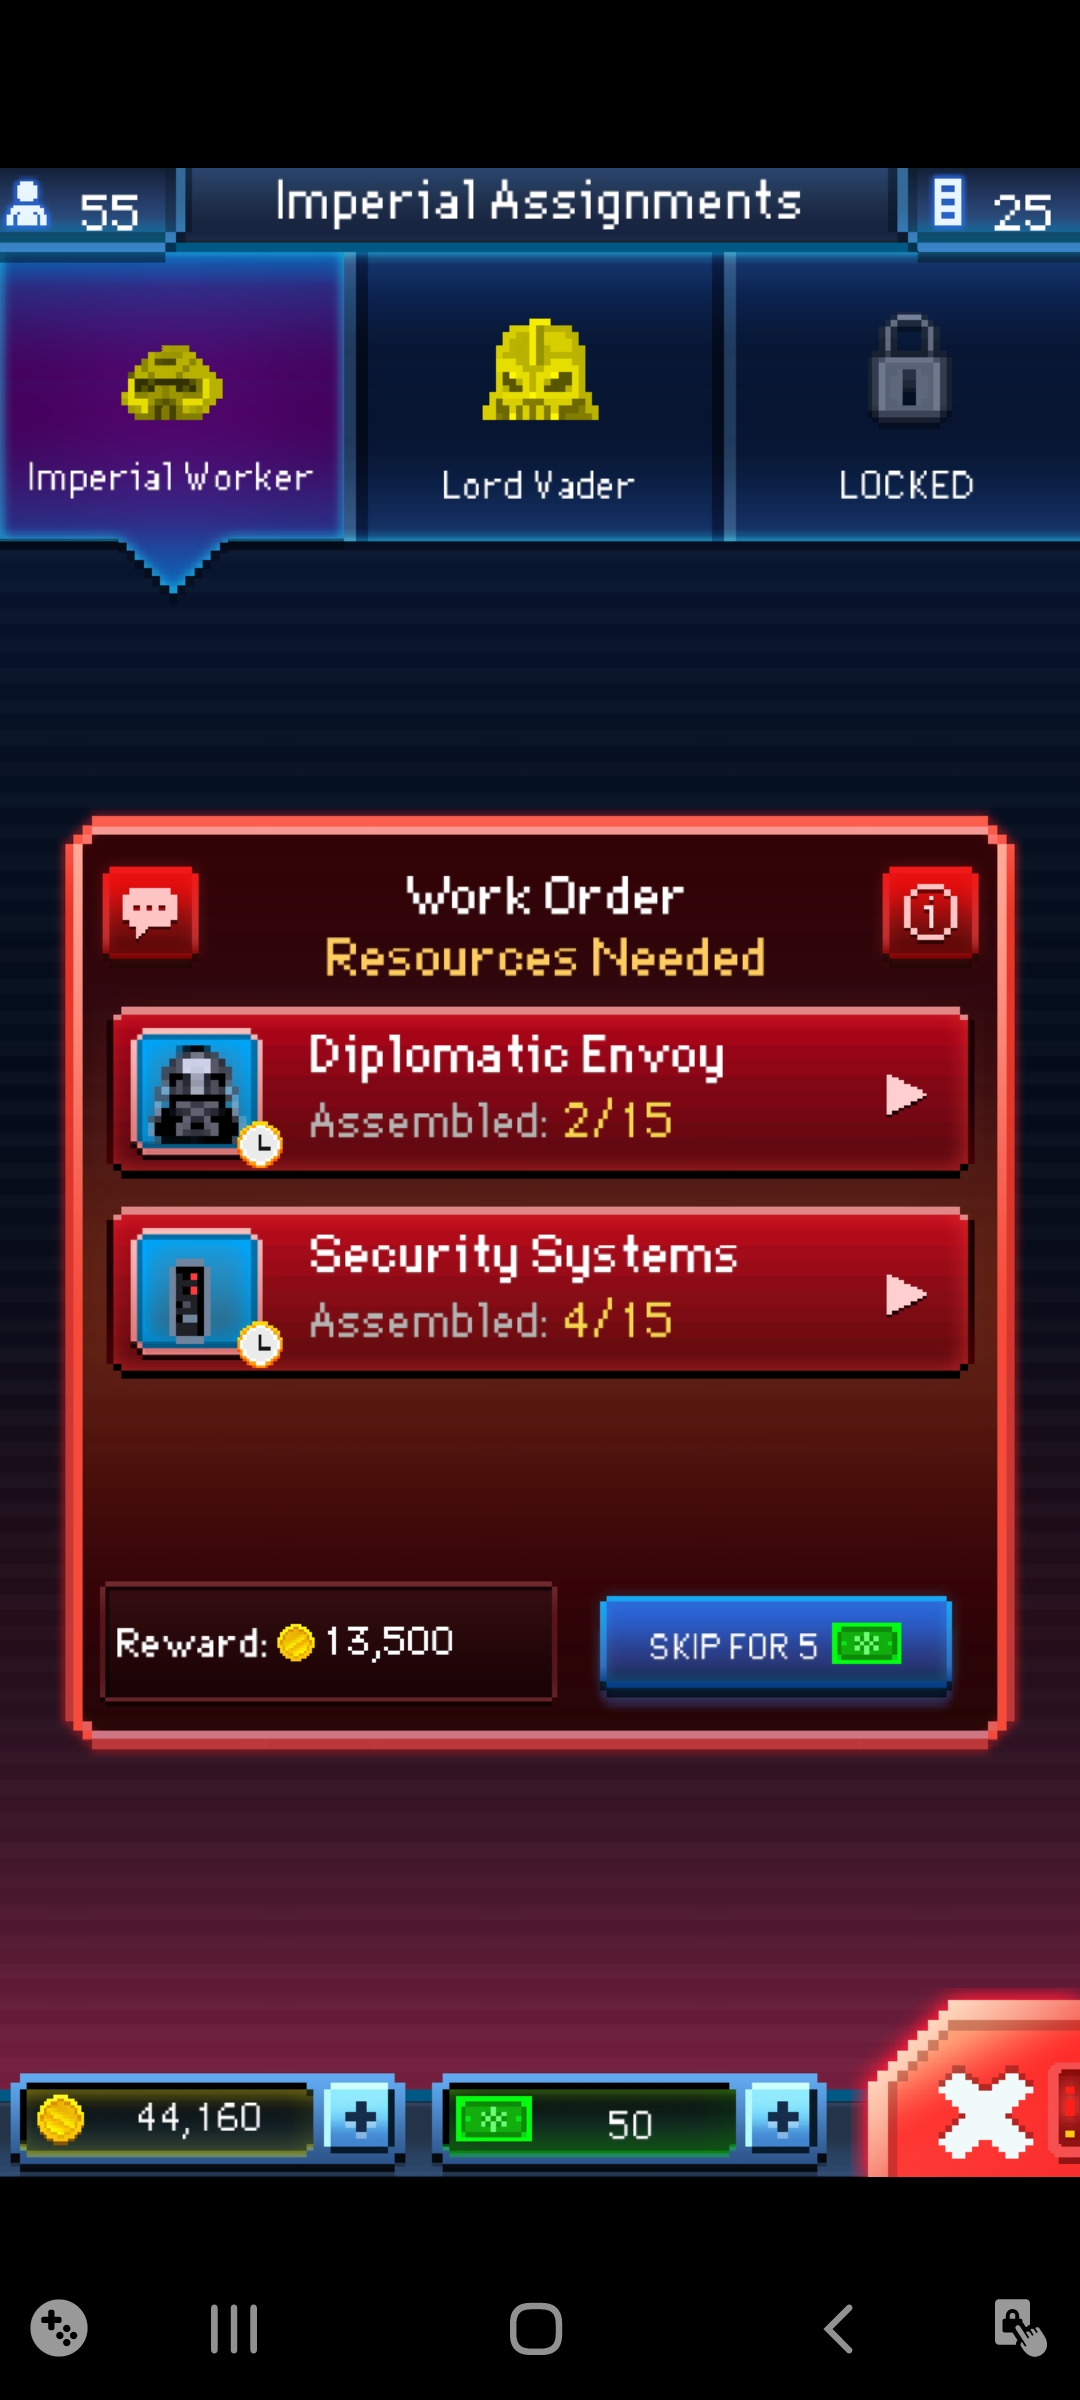 55
Imperial Assignments
25
Imperial Worker
Lord Vader
LOCKED
Work Order
Resources Needed
Diplomatic Envoy
Assembled: 2/15
Security Systems
Assembled: 4/15
Reward: 13,500
SKIP FOR 5
44,160
50